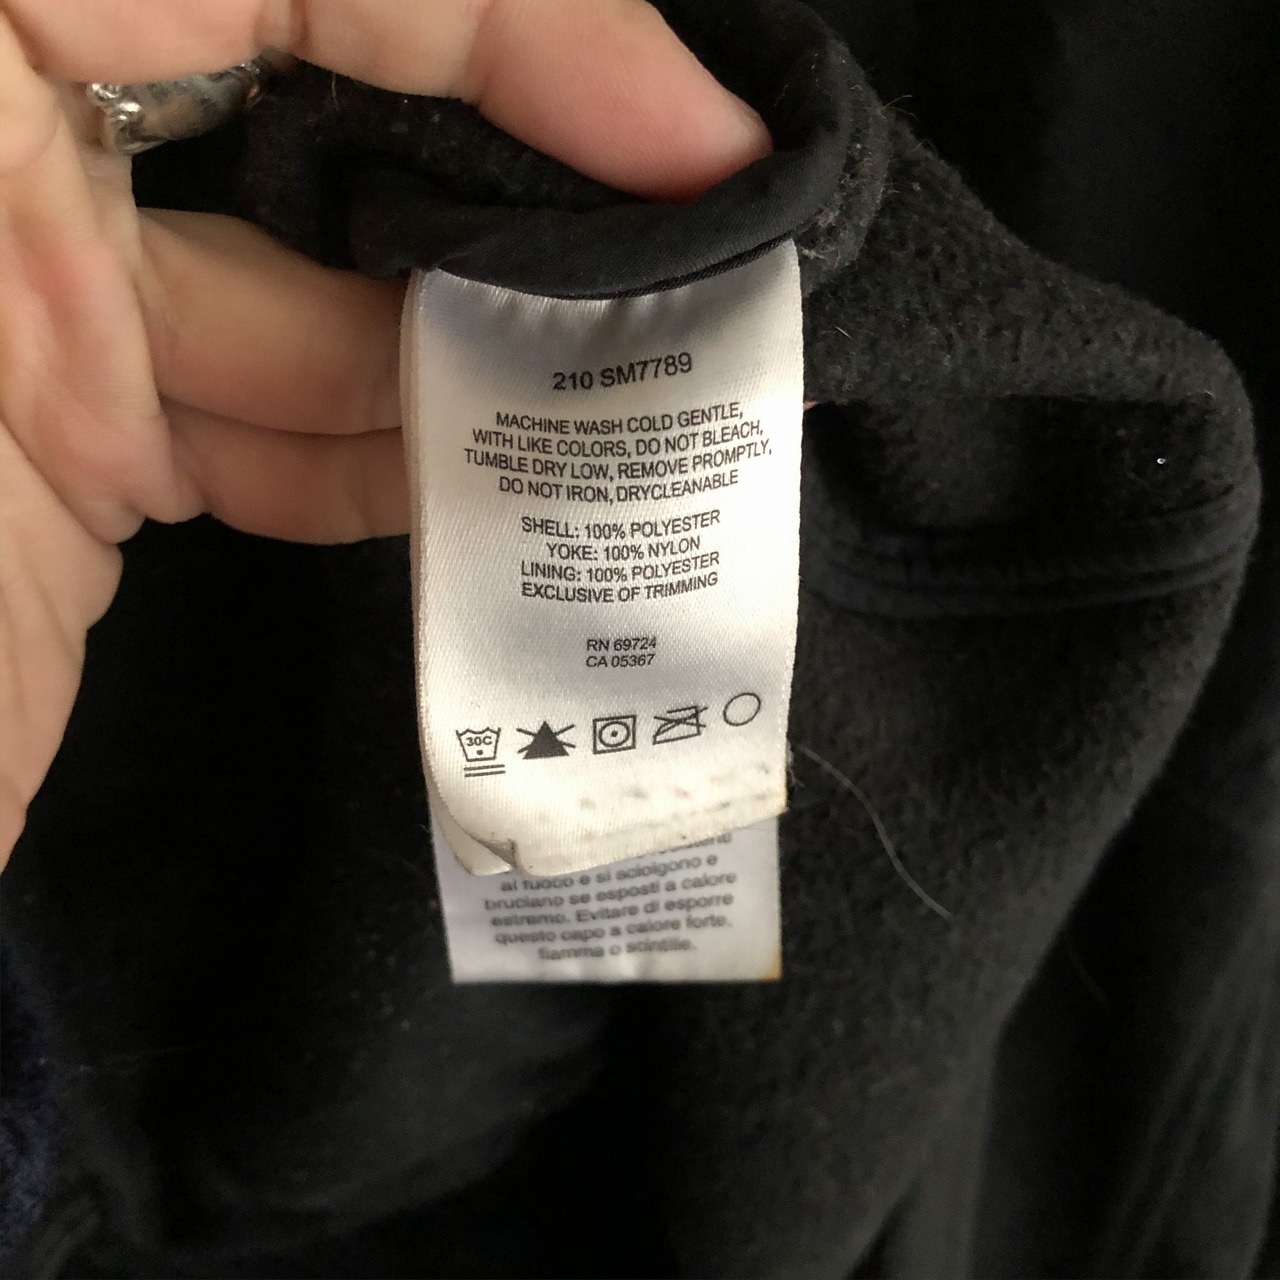 210 SM7789
MACHINE WASH COLD GENTLE,
WITH LIKE COLORS, DO NOT BLEACH,
TUMBLE DRY LOW, REMOVE PROMPTLY,
DO NOT IRON, DRYCLEANABLE
SHELL: 100% POLYESTER
YOKE: 100% NYLON
LINING: 100% POLYESTER
EXCLUSIVE OF TRIMMING
RN 69724
CA 05367
30C
al fuoco e si sciolgono e
bruciano se esposti a calore
estremo. Evitare di esporre
questo capo a calore forte,
fiamma o scintille.